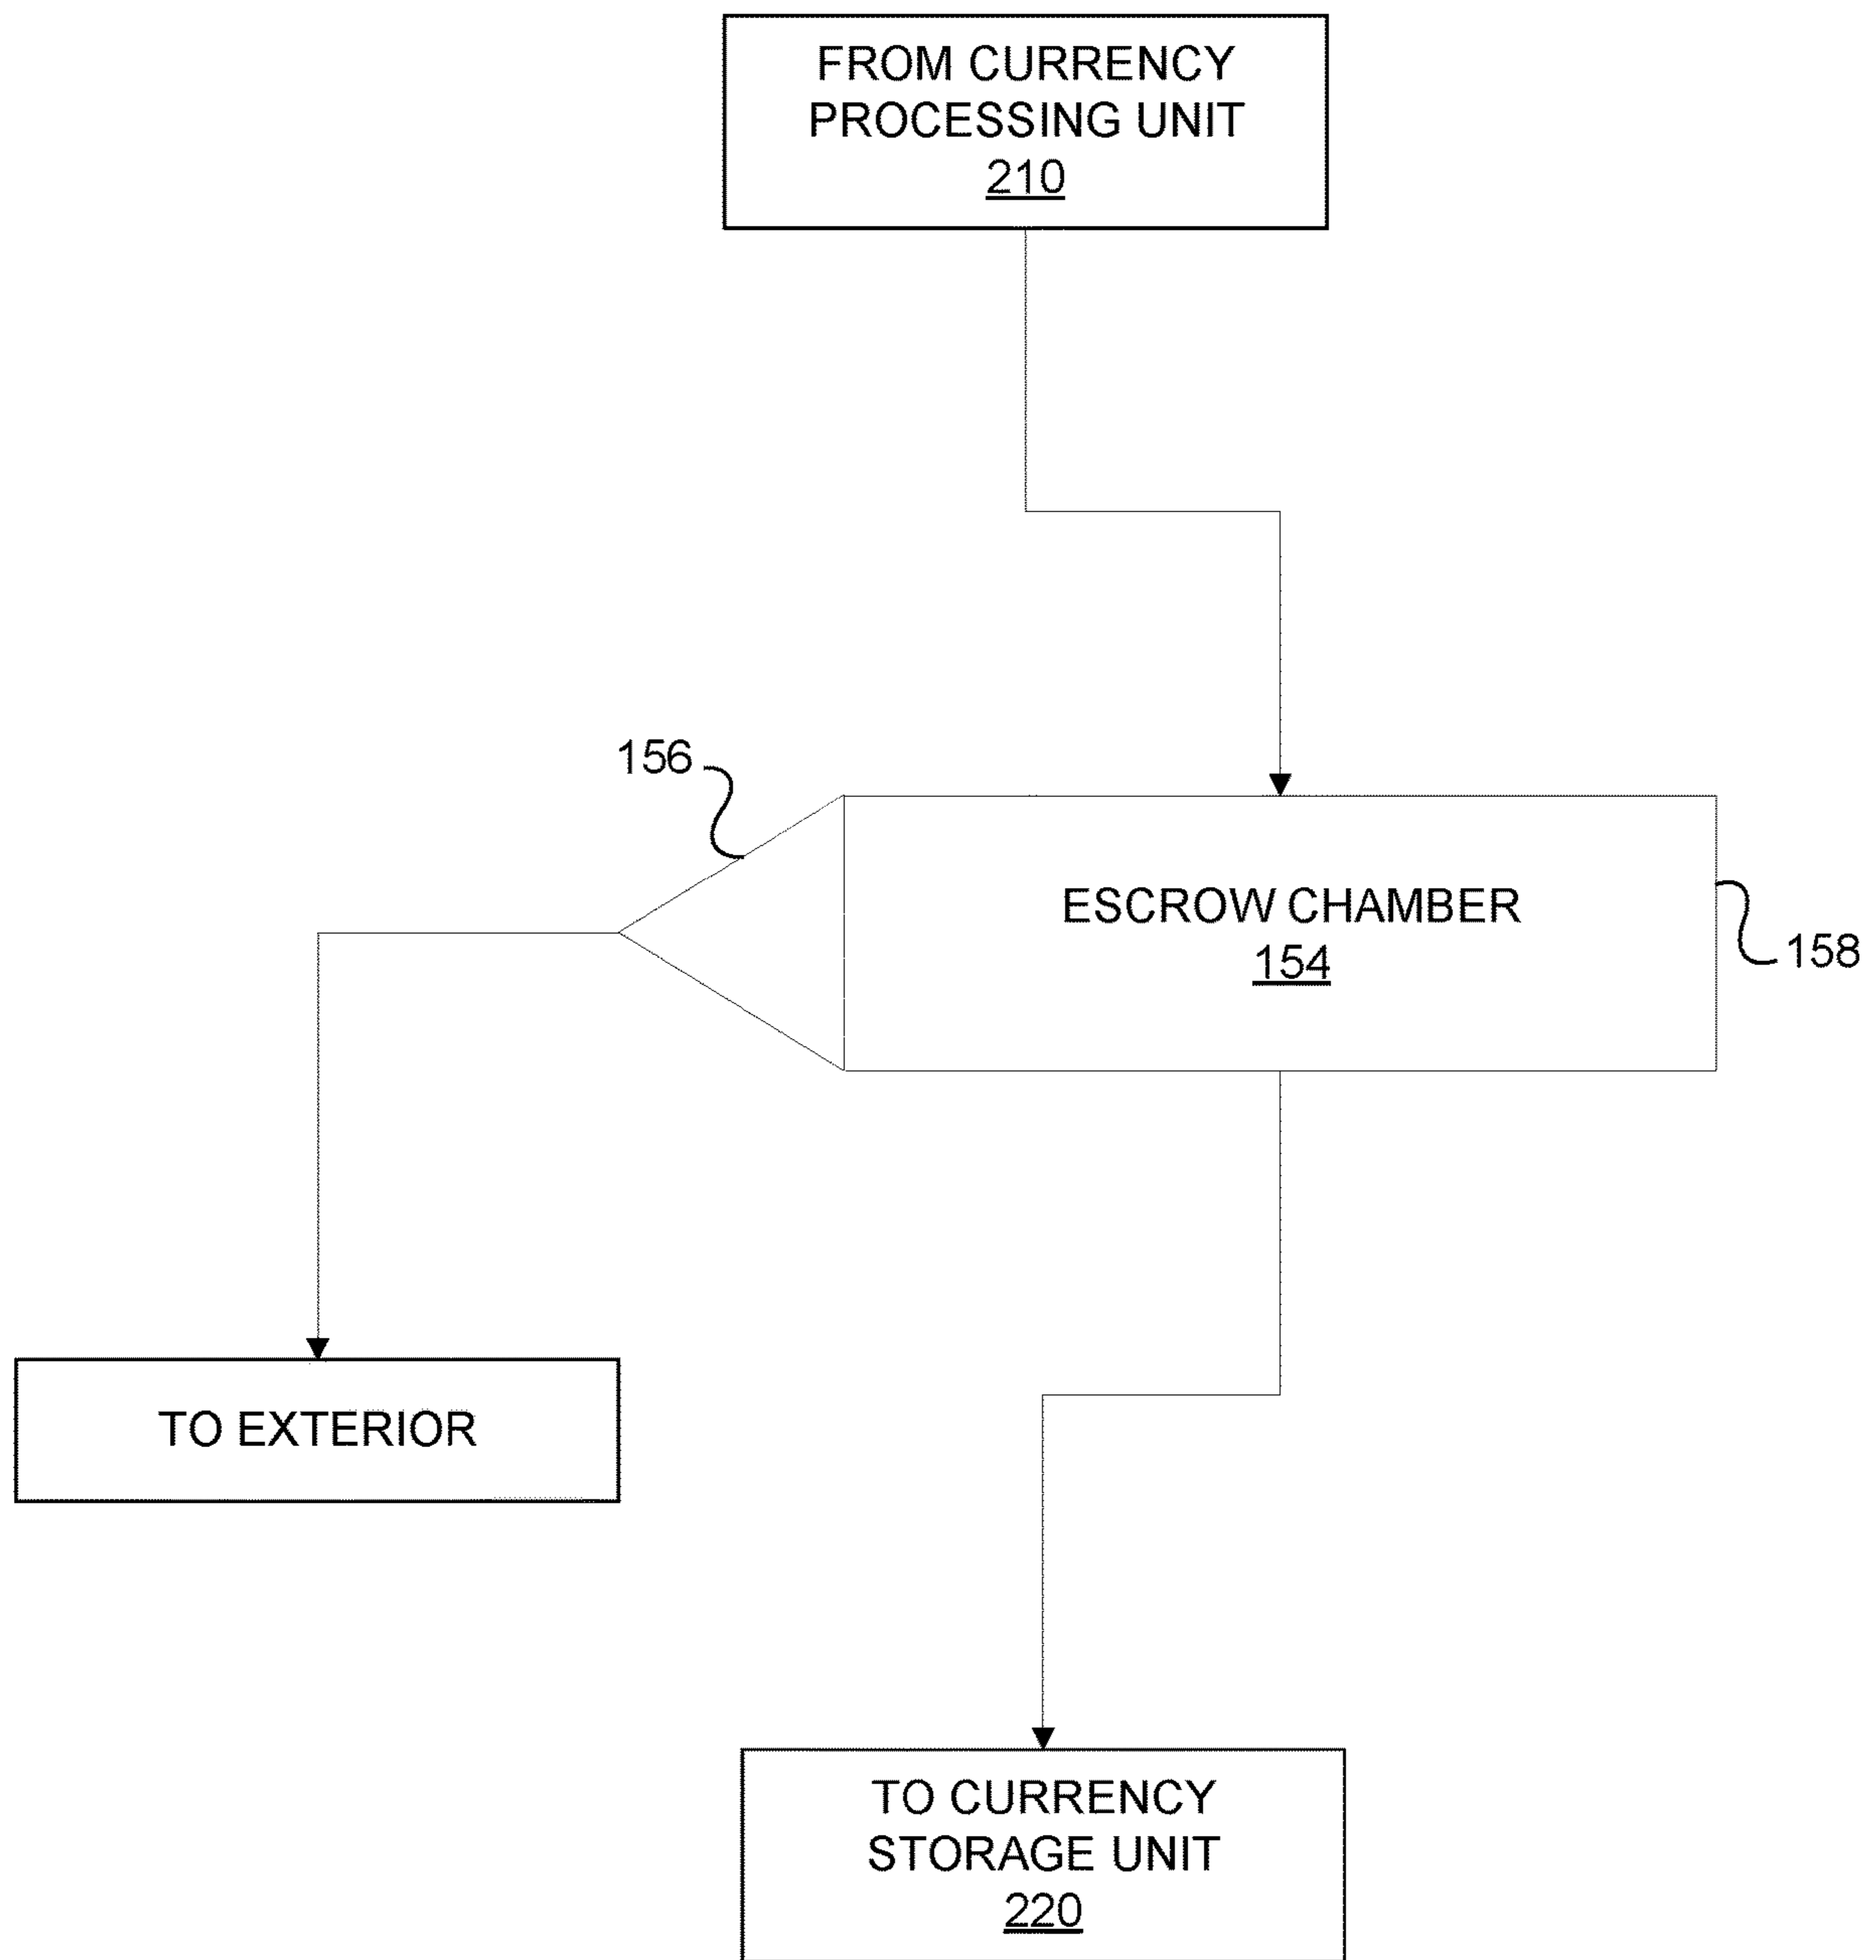 FROM CURRENCY
PROCESSING UNIT
210
156
ESCROW CHAMBER
154
158
TO EXTERIOR
TO CURRENCY
STORAGE UNIT
220